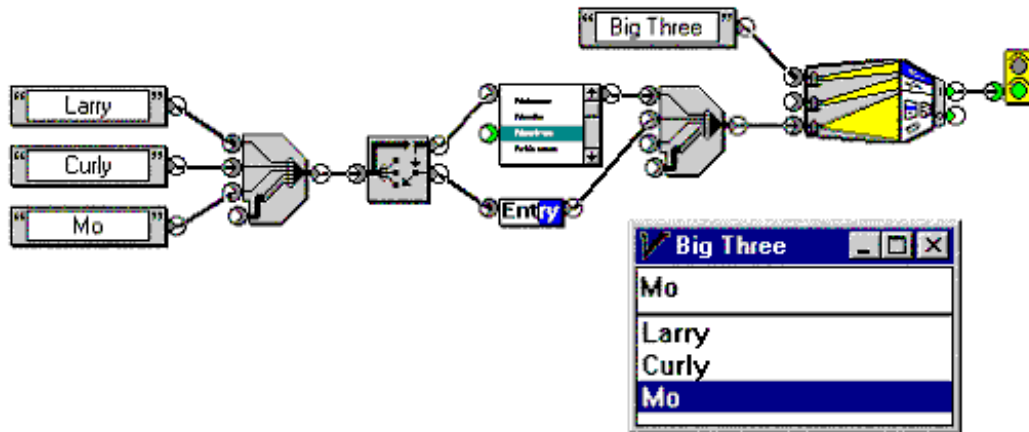 “ Big Three ”
“ Larry ”
“ Curly ”
“ Mo ”
Entry
Big Three
Mo
Larry
Curly
Mo